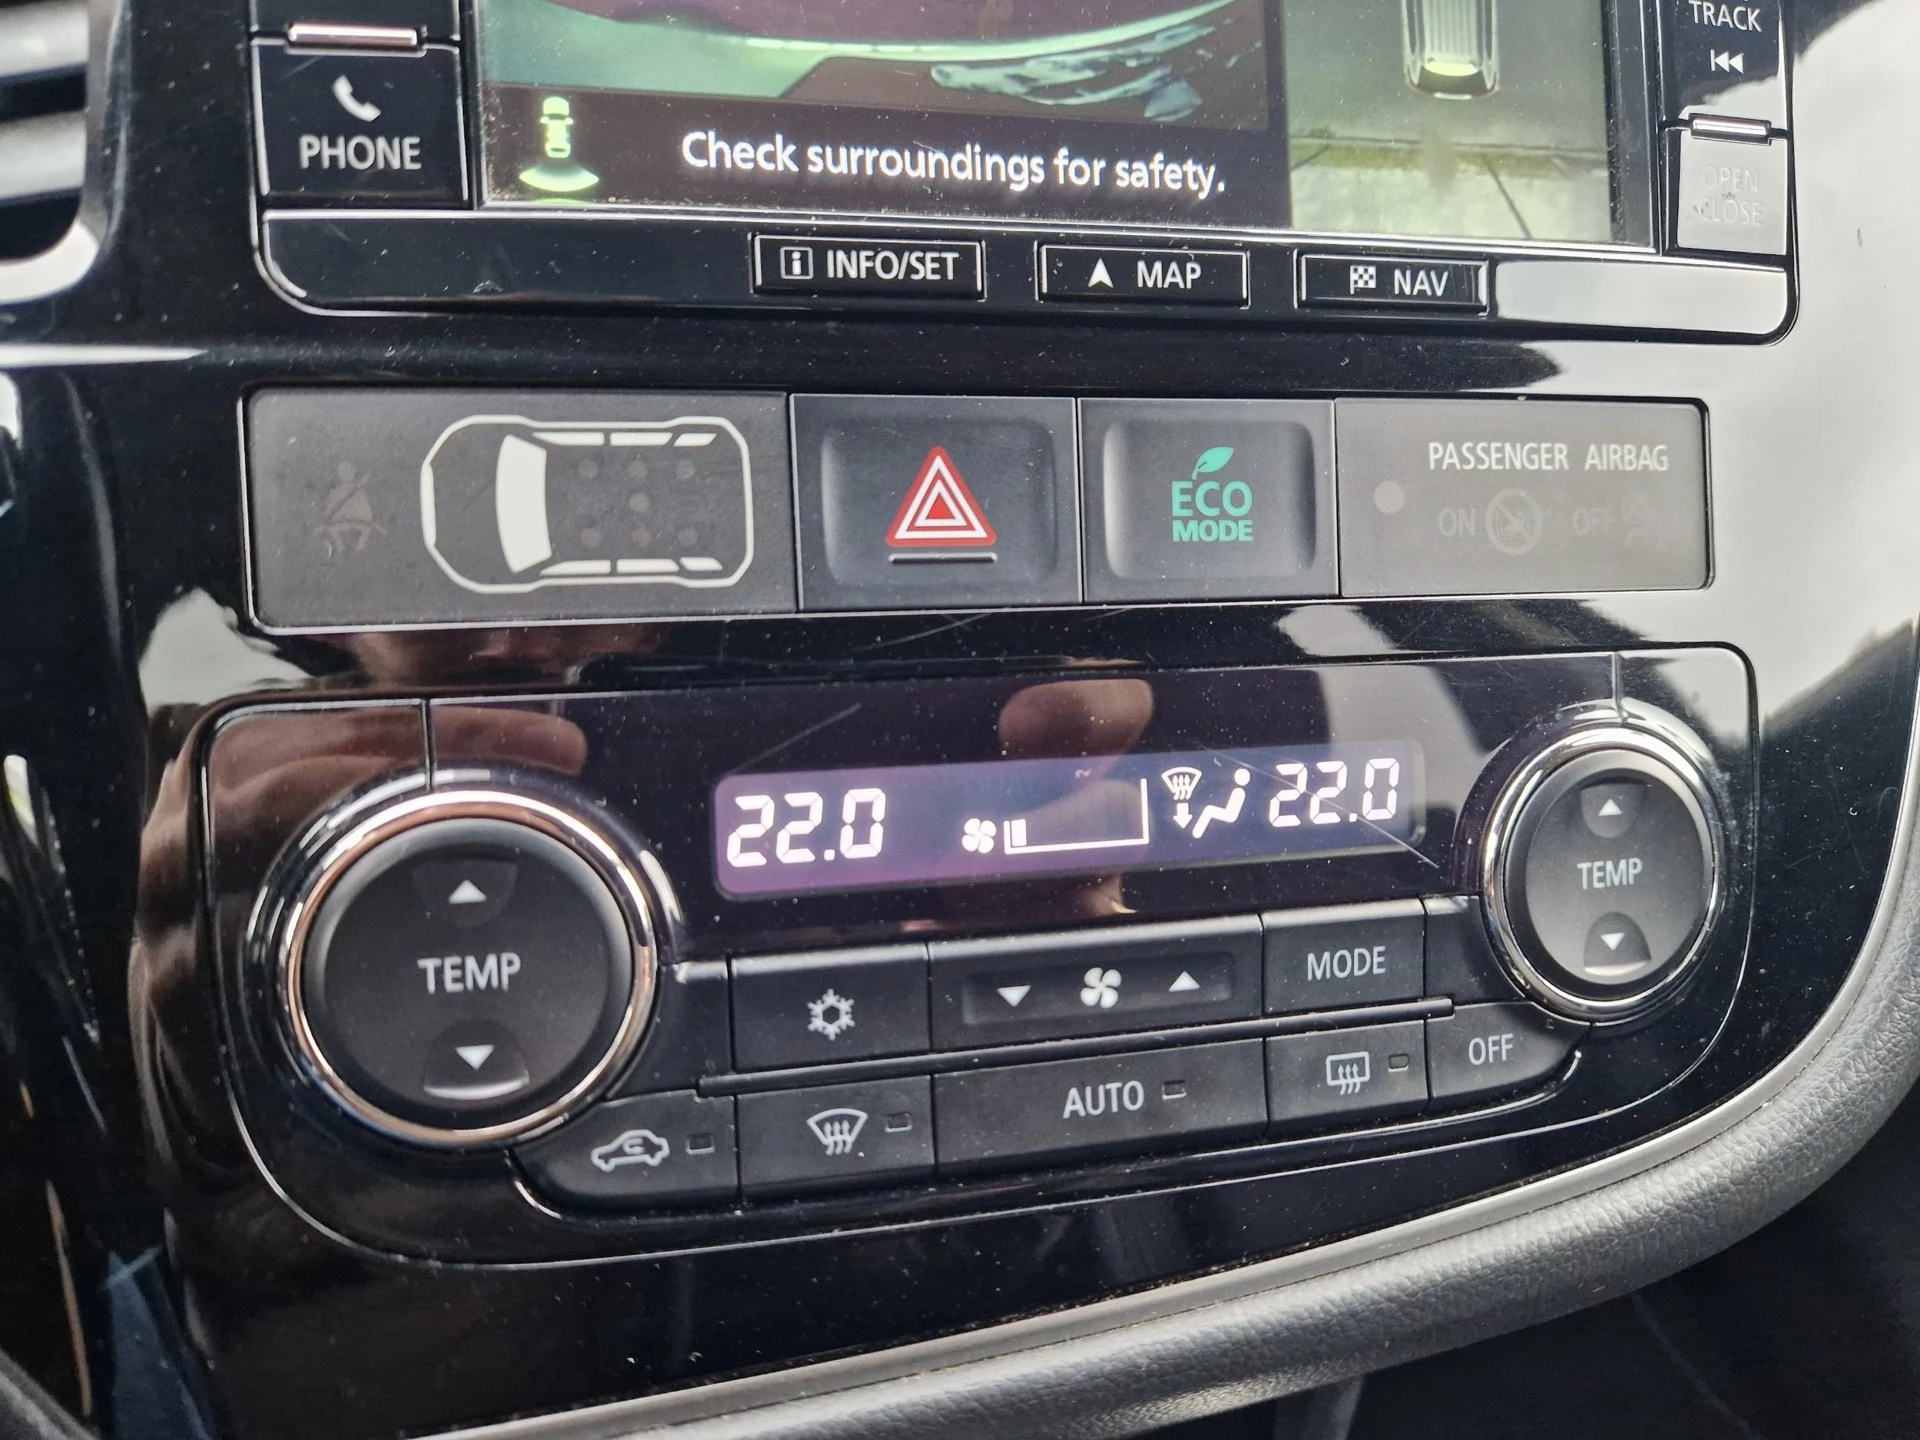 TRACK
PHONE
Check surroundings for safety.
OPEN
CLOSE
INFO/SET
MAP
NAV
ECO
MODE
PASSENGER AIRBAG
ON
OFF
22.0
22.0
TEMP
TEMP
MODE
AUTO
OFF